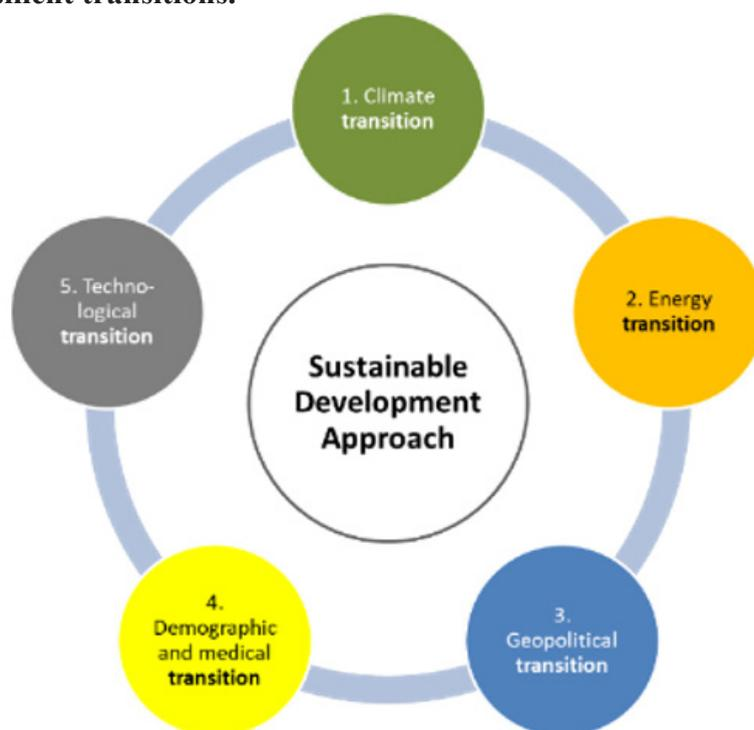 transitions.
1. Climate
transition
2. Energy
transition
3.
Geopolitical
transition
4.
Demographic
and medical
transition
5. Techno-
logical
transition
Sustainable
Development
Approach